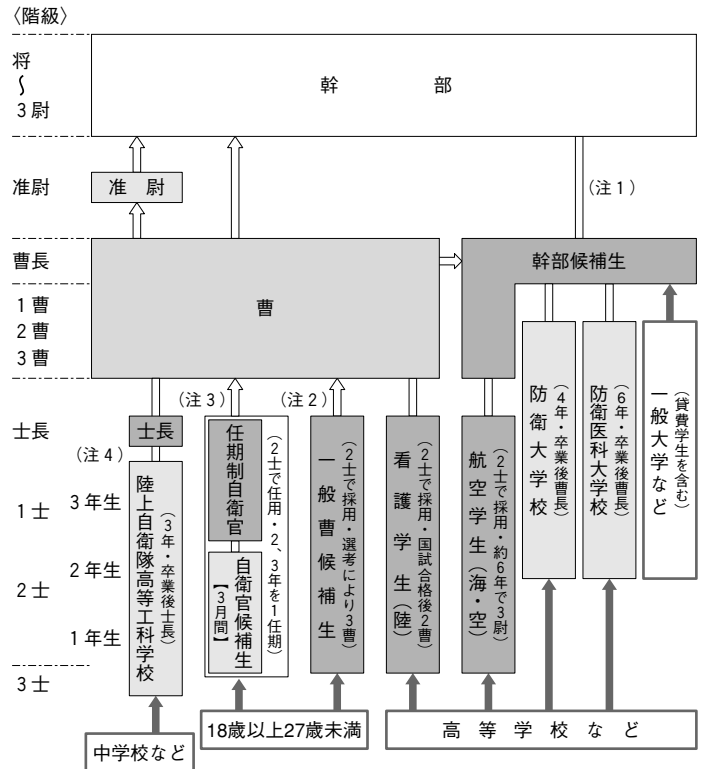 〈階級〉
将
〜
3尉
幹部
准尉
准尉
（注1）
曹長
1曹
2曹
3曹
曹
幹部候補生
士長
1士
2士
3士
（注4）
3年生
2年生
1年生
士長
陸上自衛隊高等工科学校
（3年・卒業後士長）
（注3）
任期制自衛官
自衛官候補生
【3月間】
（2士で任用・2、3年を1任期）
（注2）
一般曹候補生
（2士で採用・選考により3曹）
看護学生（陸）
（2士で採用・国試合格後2曹）
航空学生（海・空）
（2士で採用・約6年で3尉）
防衛大学校
（4年・卒業後曹長）
防衛医科大学校
（6年・卒業後曹長）
一般大学など
（貸費学生を含む）
中学校など
18歳以上27歳未満
高等学校など